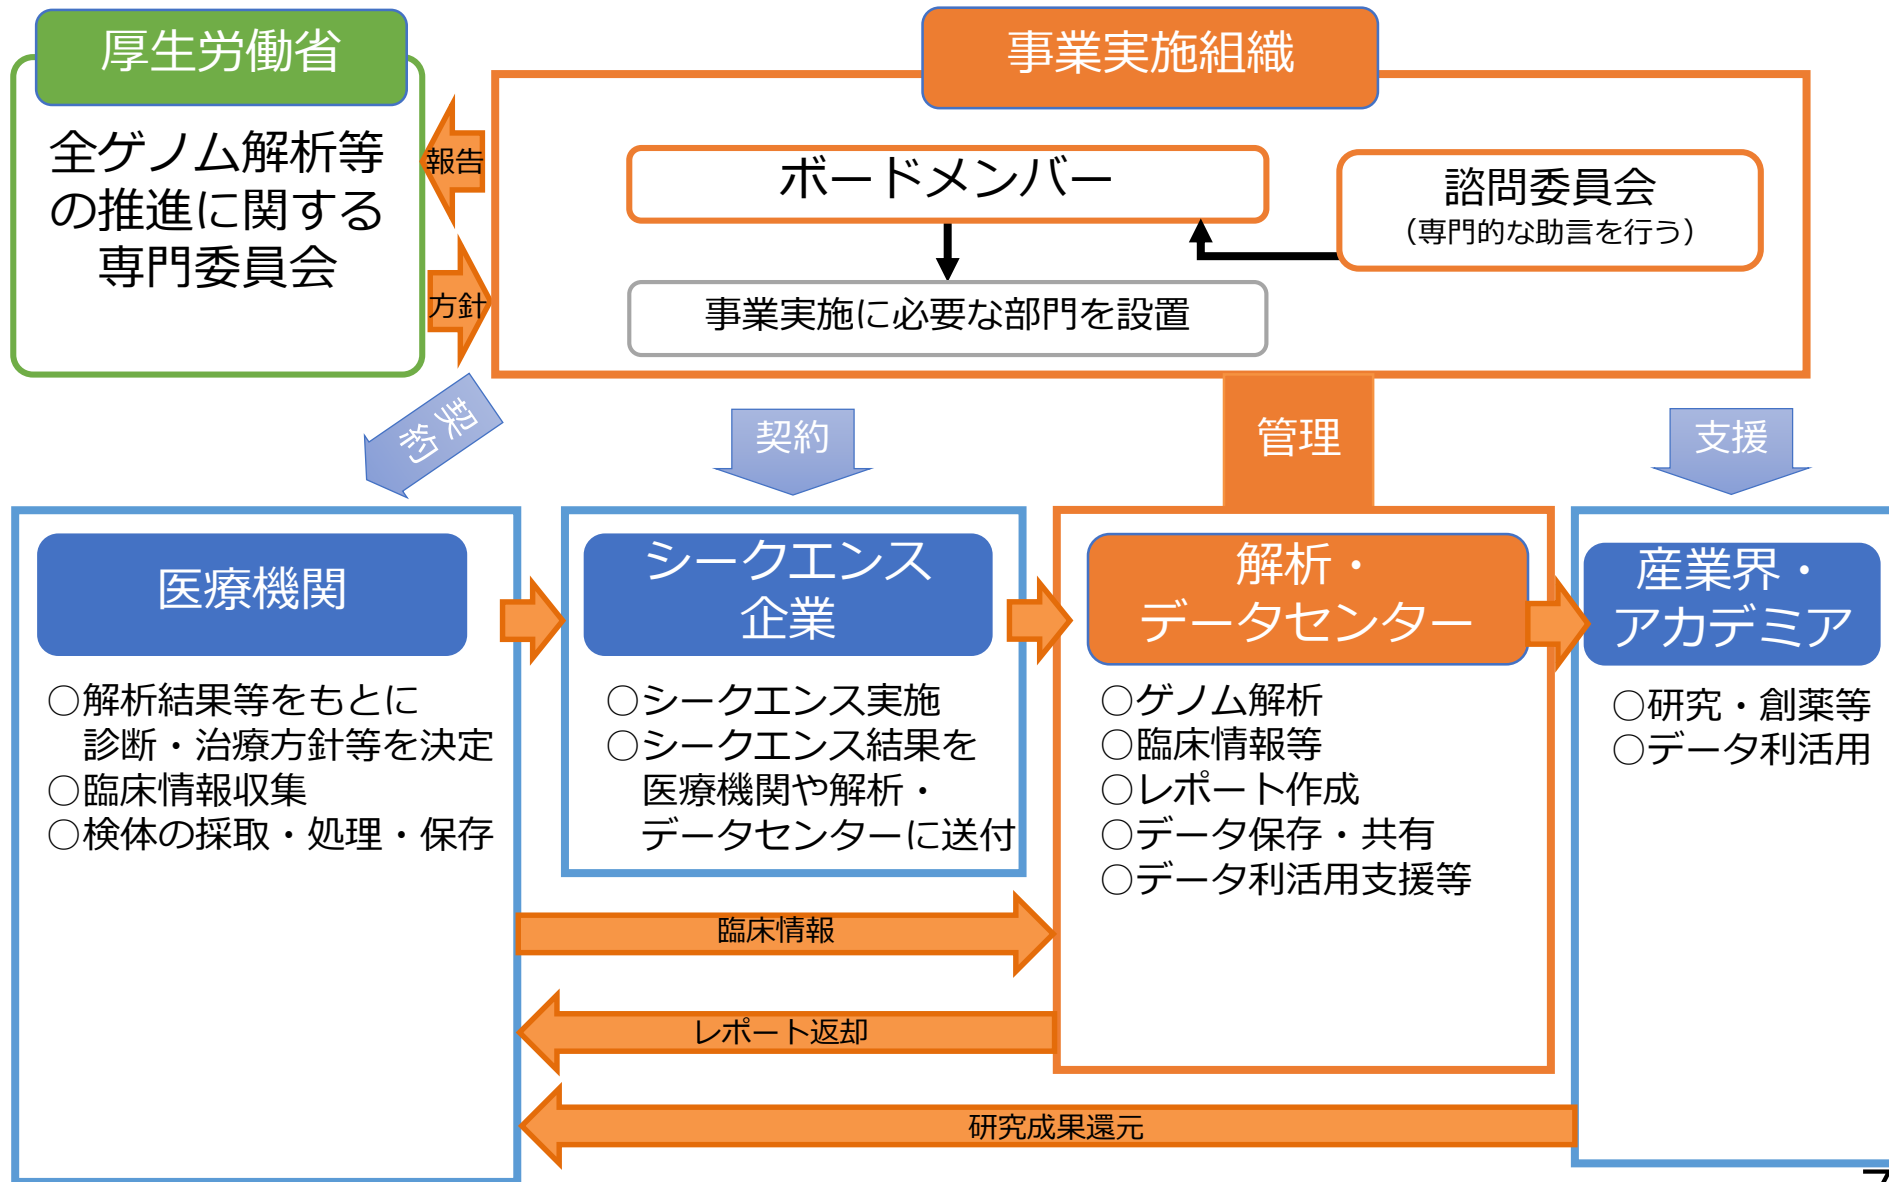 厚生労働省
全ゲノム解析等
の推進に関する
専門委員会
報告
方針
事業実施組織
ボードメンバー
諮問委員会
（専門的な助言を行う）
事業実施に必要な部門を設置
契約
契約
管理
支援
医療機関
○解析結果等をもとに
診断・治療方針等を決定
○臨床情報収集
○検体の採取・処理・保存
シークエンス
企業
○シークエンス実施
○シークエンス結果を
医療機関や解析・
データセンターに送付
解析・
データセンター
○ゲノム解析
○臨床情報等
○レポート作成
○データ保存・共有
○データ利活用支援等
産業界・
アカデミア
○研究・創薬等
○データ利活用
臨床情報
レポート返却
研究成果還元